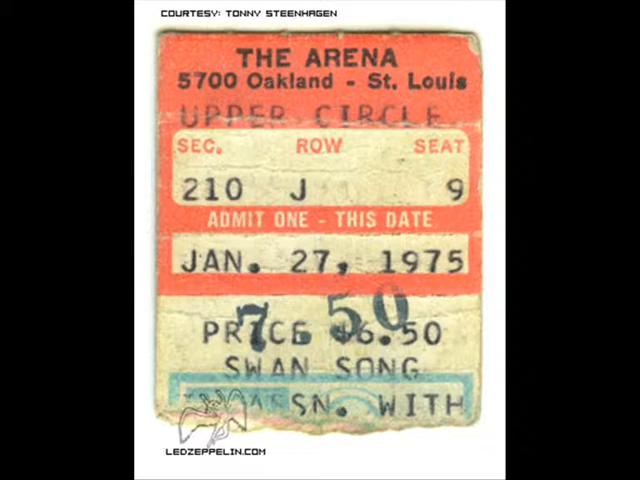 COURTESY: TONNY STEENHAGEN
THE ARENA
5700 Oakland - St. Louis
UPPER CIRCLE
SEC. ROW SEAT
210 J 9
ADMIT ONE - THIS DATE
JAN. 27, 1975
7.50
PRICE $6.50
SWAN SONG
ASSN. WITH
LEDZEPPELIN.COM